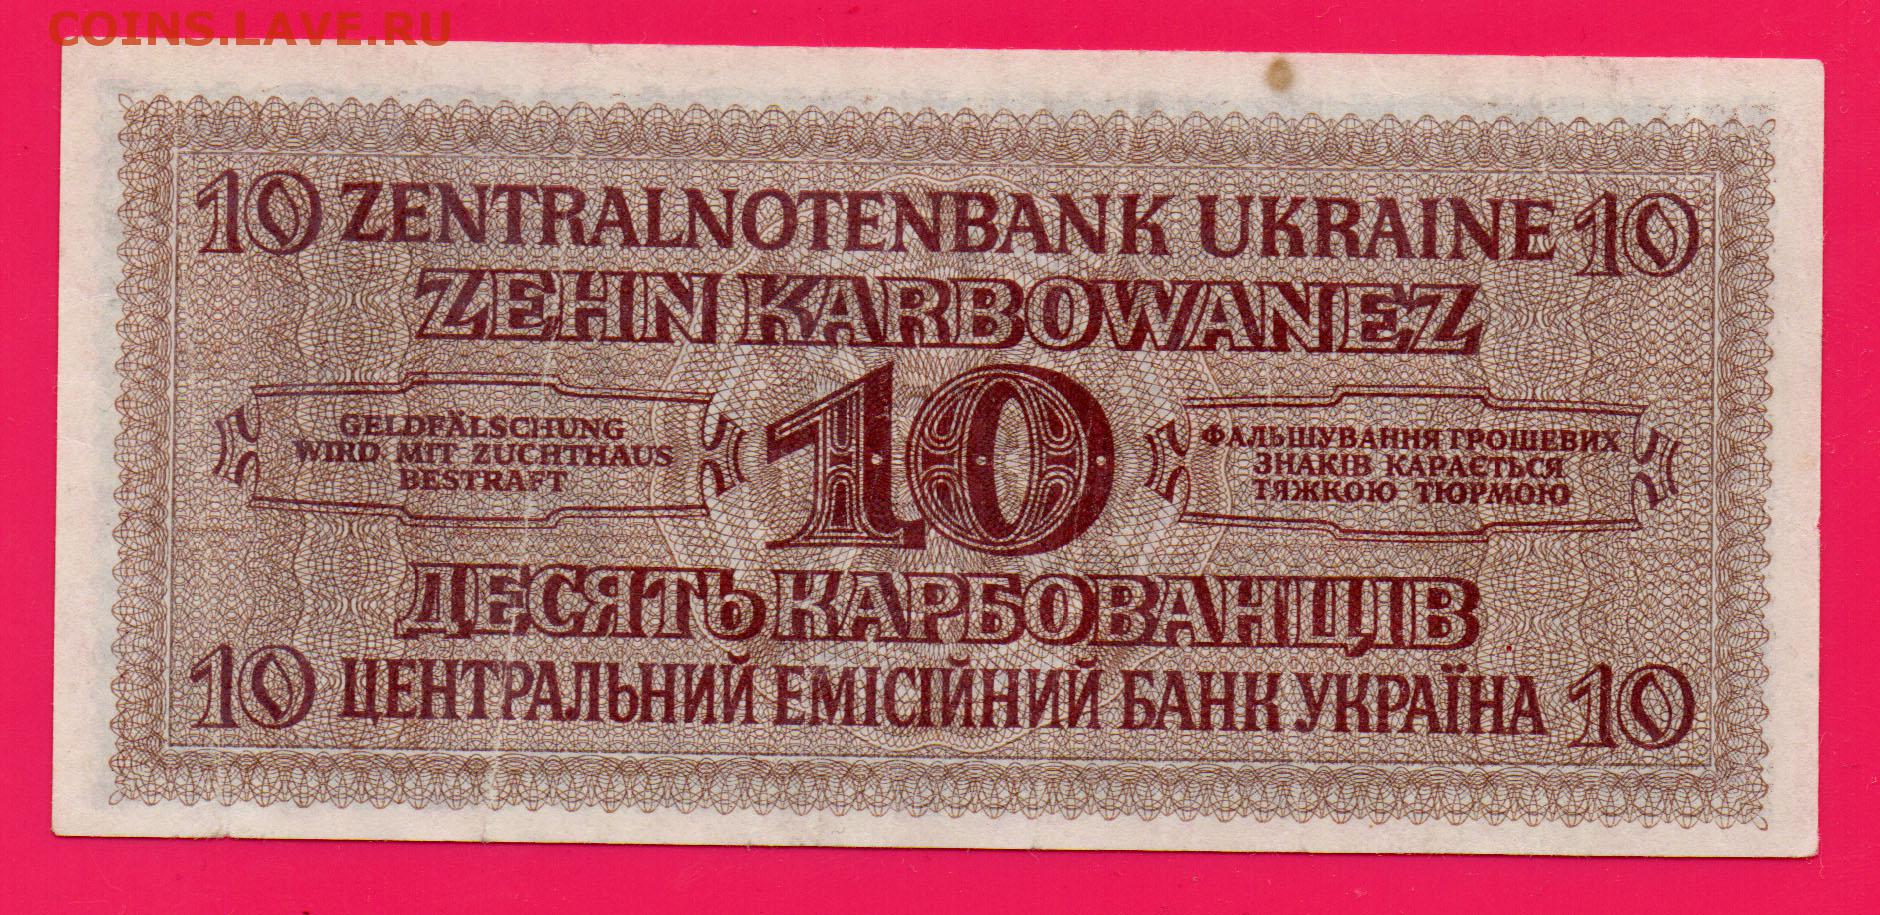 COINS.LAVE.RU
10 ZENTRALNOTENBANK UKRAINE 10
ZEHN KARBOWANEZ
GELDFÄLSCHUNG
WIRD MIT ZUCHTHAUS
BESTRAFT
10
ФАЛЬШУВАННЯ ГРОШЕВИХ
ЗНАКІВ КАРАЄТЬСЯ
ТЯЖКОЮ ТЮРМОЮ
ДЕСЯТЬ КАРБОВАНЦІВ
10 ЦЕНТРАЛЬНИЙ ЕМІСІЙНИЙ БАНК УКРАЇНА 10